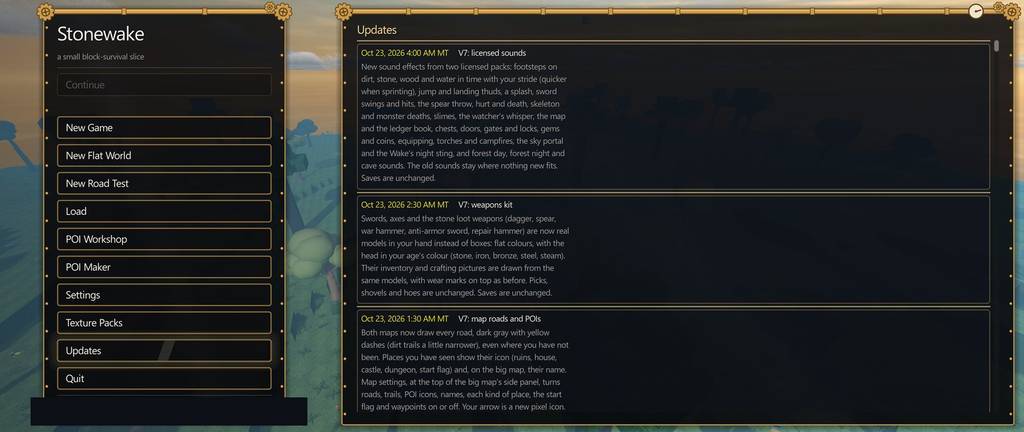 Stonewake
a small block-survival slice
Continue
New Game
New Flat World
New Road Test
Load
POI Workshop
POI Maker
Settings
Texture Packs
Updates
Quit
Updates
Oct 23, 2026 4:00 AM MT V7: licensed sounds
New sound effects from two licensed packs: footsteps on
dirt, stone, wood and water in time with your stride (quicker
when sprinting), jump and landing thuds, a splash, sword
swings and hits, the spear throw, hurt and death, skeleton
and monster deaths, slimes, the watcher's whisper, the map
and the ledger book, chests, doors, gates and locks, gems
and coins, equipping, torches and campfires, the sky portal
and the Wake's night sting, and forest day, forest night and
cave sounds. The old sounds stay where nothing new fits.
Saves are unchanged.
Oct 23, 2026 2:30 AM MT V7: weapons kit
Swords, axes and the stone loot weapons (dagger, spear,
war hammer, anti-armor sword, repair hammer) are now real
models in your hand instead of boxes: flat colours, with the
head in your age's colour (stone, iron, bronze, steel, steam).
Their inventory and crafting pictures are drawn from the
same models, with wear marks on top as before. Picks,
shovels and hoes are unchanged. Saves are unchanged.
Oct 23, 2026 1:30 AM MT V7: map roads and POIs
Both maps now draw every road, dark gray with yellow
dashes (dirt trails a little narrower), even where you have not
been. Places you have seen show their icon (ruins, house,
castle, dungeon, start flag) and, on the big map, their name.
Map settings, at the top of the big map's side panel, turns
roads, trails, POI icons, names, each kind of place, the start
flag and waypoints on or off. Your arrow is a new pixel icon.